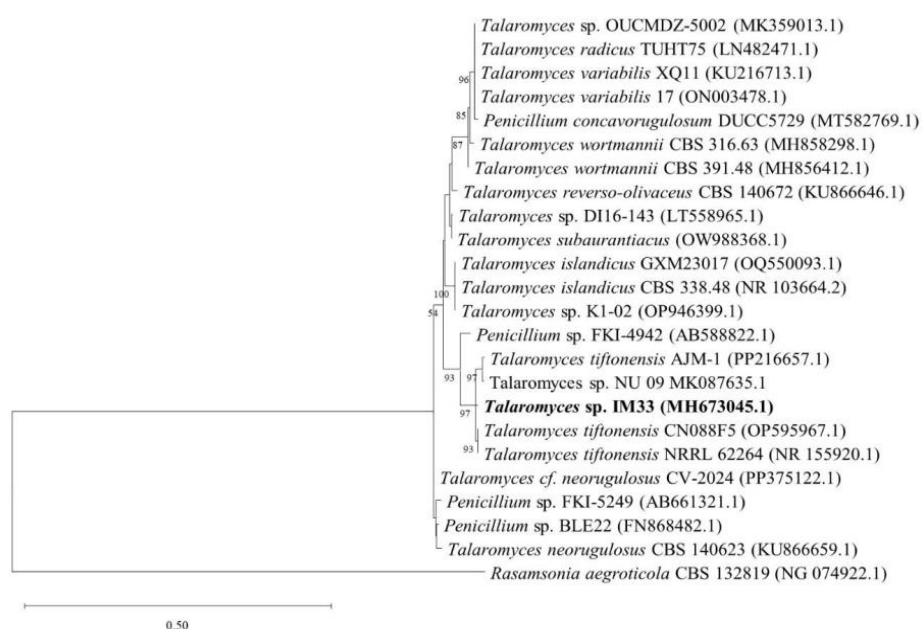 Talaromyces sp. OUCMDZ-5002 (MK359013.1)
Talaromyces radicus TUHT75 (LN482471.1)
96
Talaromyces variabilis XQ11 (KU216713.1)
Talaromyces variabilis 17 (ON003478.1)
85
Penicillium concavorugulosum DUCC5729 (MT582769.1)
87
Talaromyces wortmannii CBS 316.63 (MH858298.1)
Talaromyces wortmannii CBS 391.48 (MH856412.1)
Talaromyces reverso-olivaceus CBS 140672 (KU866646.1)
Talaromyces sp. DI16-143 (LT558965.1)
Talaromyces subaurantiacus (OW988368.1)
Talaromyces islandicus GXM23017 (OQ550093.1)
100
Talaromyces islandicus CBS 338.48 (NR 103664.2)
54
Talaromyces sp. K1-02 (OP946399.1)
Penicillium sp. FKI-4942 (AB588822.1)
Talaromyces tiftonensis AJM-1 (PP216657.1)
93
97
Talaromyces sp. NU 09 MK087635.1
97
Talaromyces sp. IM33 (MH673045.1)
Talaromyces tiftonensis CN088F5 (OP595967.1)
93
Talaromyces tiftonensis NRRL 62264 (NR 155920.1)
Talaromyces cf. neorugulosus CV-2024 (PP375122.1)
Penicillium sp. FKI-5249 (AB661321.1)
Penicillium sp. BLE22 (FN868482.1)
Talaromyces neorugulosus CBS 140623 (KU866659.1)
Rasamsonia aegroticola CBS 132819 (NG 074922.1)
0.50